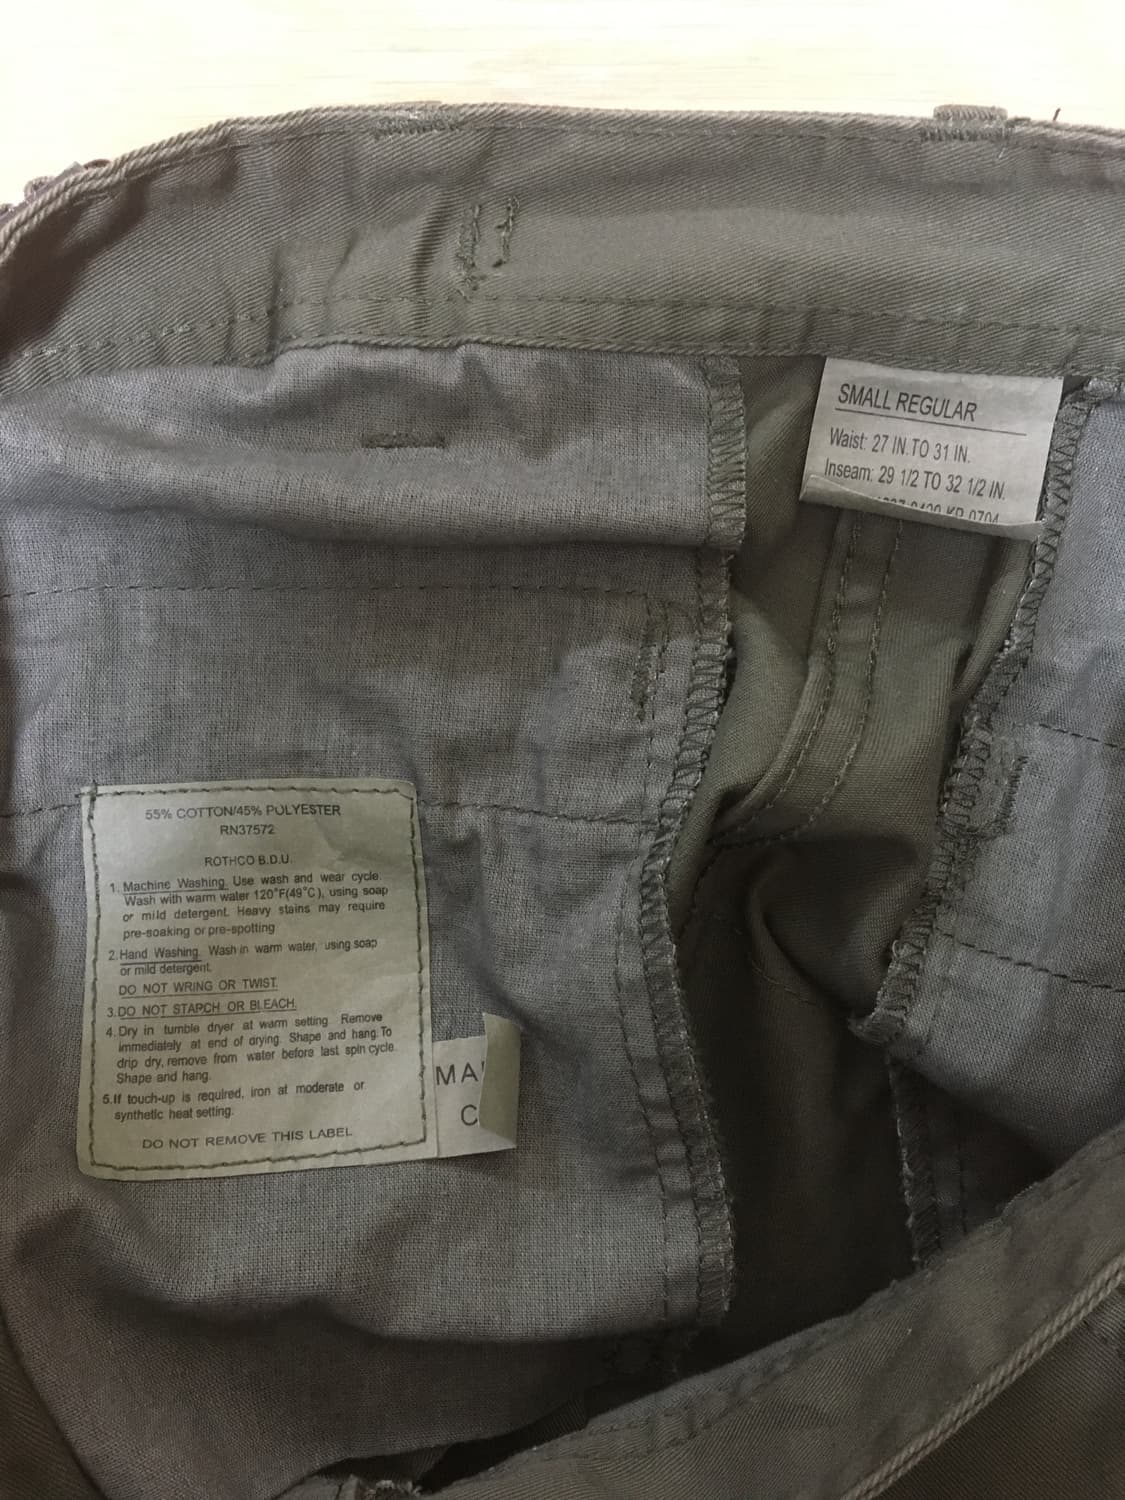 SMALL REGULAR
Waist: 27 IN. TO 31 IN.
Inseam: 29 1/2 TO 32 1/2 IN.
KP 0704
55% COTTON/45% POLYESTER
RN37572
ROTHCO B.D.U.
1. Machine Washing. Use wash and wear cycle.
Wash with warm water 120°F(49°C), using soap
or mild detergent. Heavy stains may require
pre-soaking or pre-spotting
2. Hand Washing. Wash in warm water, using soap
or mild detergent.
DO NOT WRING OR TWIST.
3. DO NOT STAPCH OR BLEACH.
4. Dry in tumble dryer at warm setting. Remove
immediately at end of drying. Shape and hang. To
drip dry, remove from water before last spin cycle.
Shape and hang.
5. If touch-up is required, iron at moderate or
synthetic heat setting.
DO NOT REMOVE THIS LABEL
MA
C